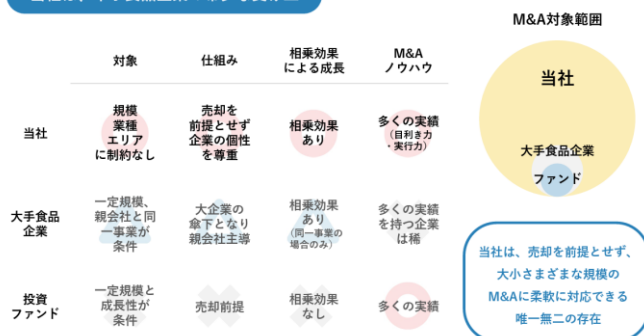 M&A対象範囲
対象
仕組み
相乗効果
による成長
M&A
ノウハウ
当社
規模
業種
エリア
に制約なし
売却を
前提とせず
企業の個性
を尊重
相乗効果
あり
多くの実績
（目利き力
・実行力）
大手食品
企業
一定規模、
親会社と同
一事業が
条件
大企業の
傘下となり
親会社主導
相乗効果
あり
（同一事業の
場合のみ）
多くの実績
を持つ企業
は稀
投資
ファンド
一定規模と
成長性が
条件
売却前提
相乗効果
なし
多くの実績
当社
大手食品企業
ファンド
当社は、売却を前提とせず、
大小さまざまな規模の
M&Aに柔軟に対応できる
唯一無二の存在